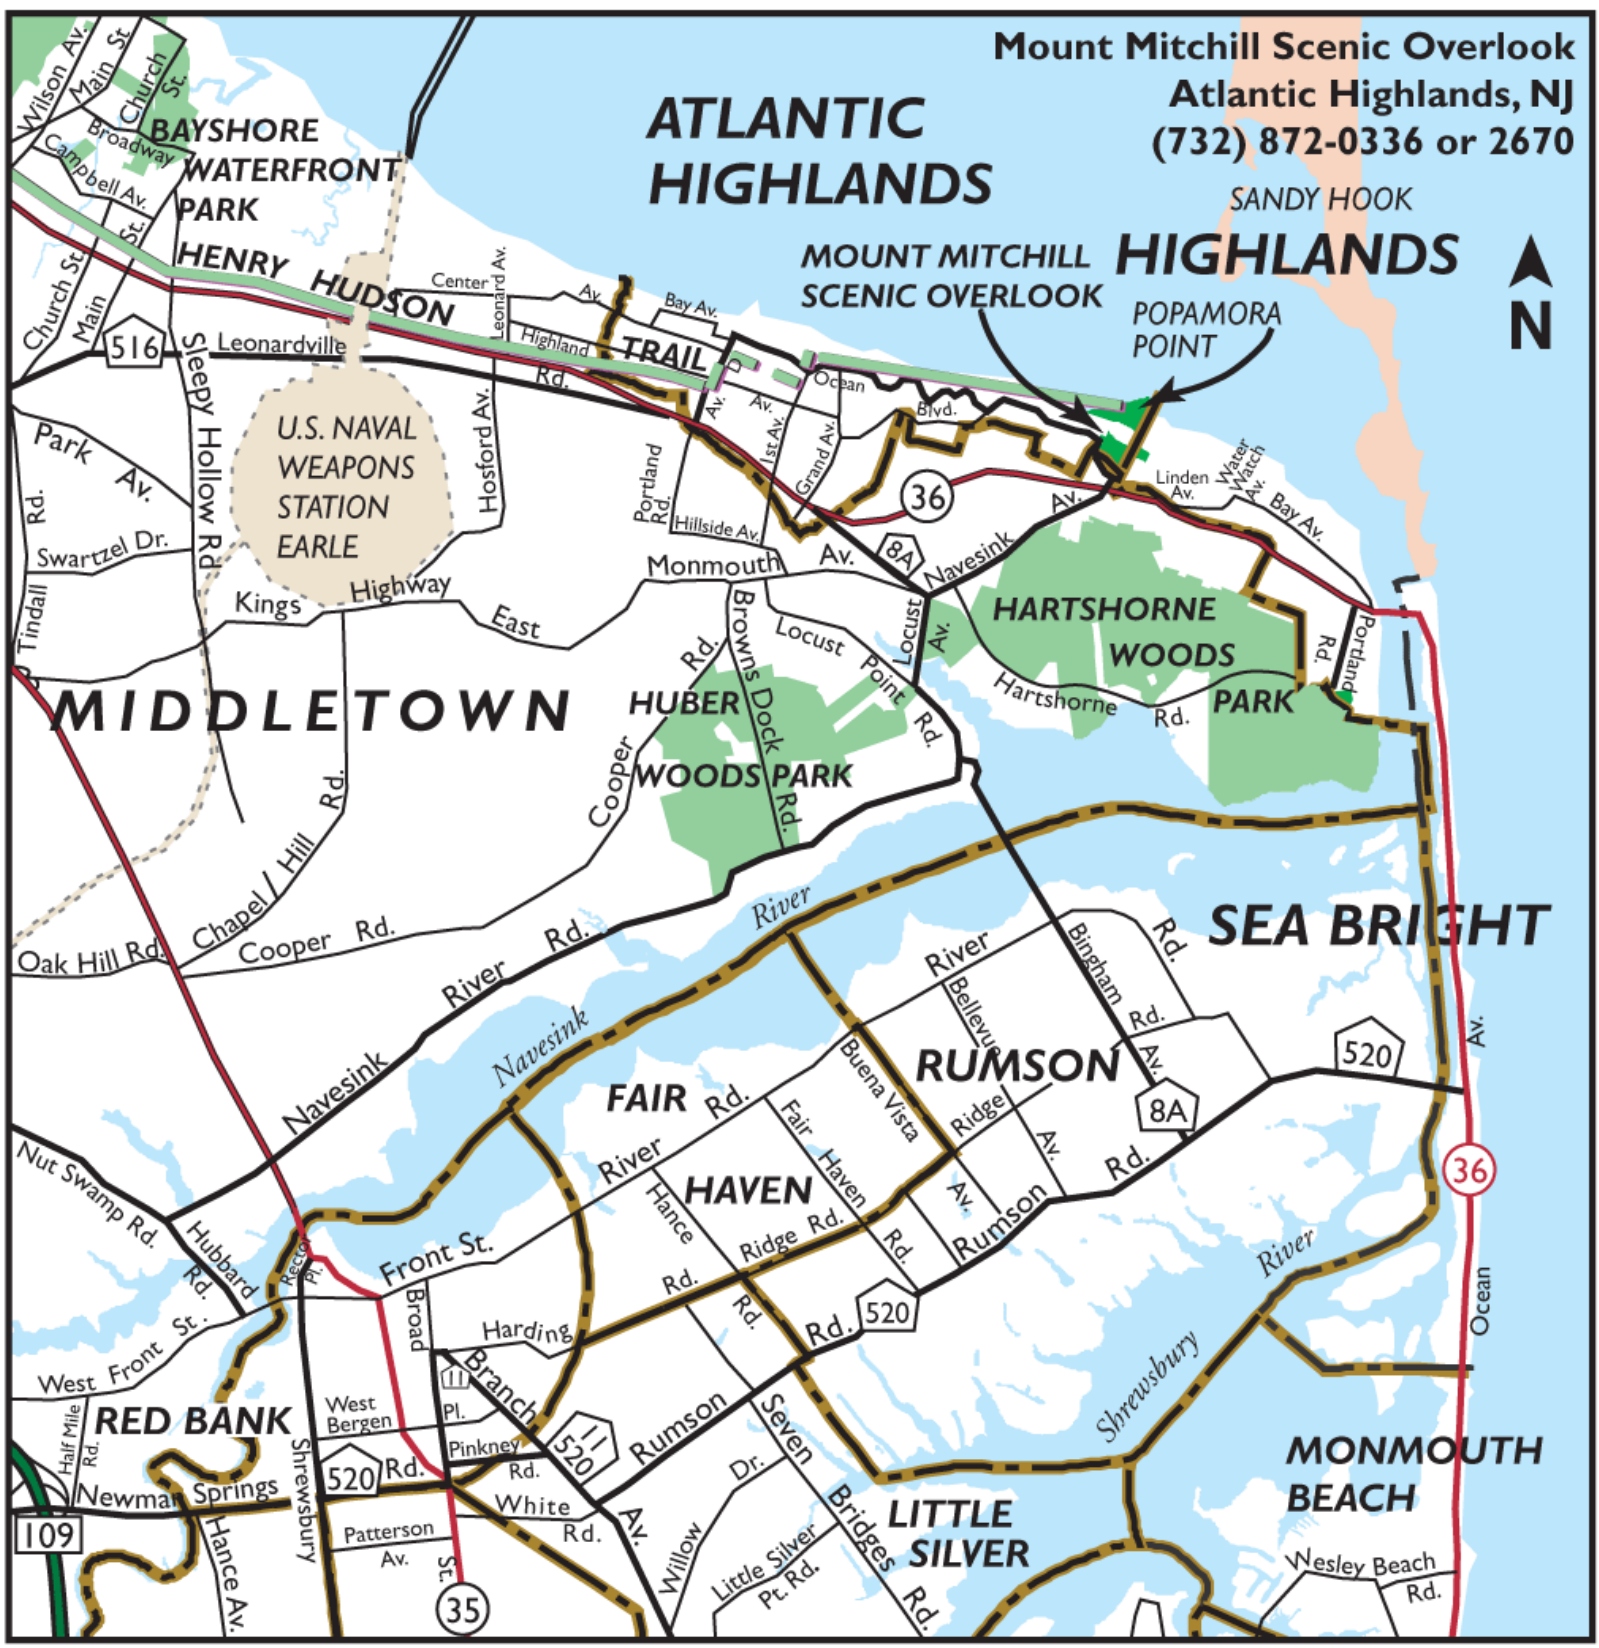 Mount Mitchill Scenic Overlook
Atlantic Highlands, NJ
(732) 872-0336 or 2670
SANDY HOOK
HIGHLANDS
ATLANTIC
HIGHLANDS
MOUNT MITCHILL
SCENIC OVERLOOK
POPAMORA
POINT
N
Wilson Av.
Main St
Church
St.
Broadway
Campbell Av.
BAYSHORE
WATERFRONT
PARK
HENRY
HUDSON
TRAIL
Church St.
Main
St.
516
Leonardville
Rd.
Center
Av.
Leonard Av.
Bay Av.
Highland
Av.
D
Av.
Ocean
Blvd.
1st Av.
Grand Av.
36
Linden
Av.
Water
Watch
Av.
Bay Av.
Sleepy Hollow Rd
U.S. NAVAL
WEAPONS
STATION
EARLE
Hosford Av.
Portland
Rd.
Hillside Av.
Park
Av.
Rd.
Tindall
Swartzel Dr.
Kings
Highway
East
Monmouth
Av.
8A
Navesink
Av.
Locust
Av.
HARTSHORNE
WOODS
PARK
Hartshorne
Rd.
Portland
Rd.
Browns Dock
Rd.
Locust
Point
Rd.
MIDDLETOWN
HUBER
WOODS PARK
Cooper
Rd.
Chapel / Hill
Rd.
Oak Hill Rd.
Cooper
Rd.
Navesink
River
Rd.
Navesink
River
SEA BRIGHT
River
Rd.
Bingham
Av.
Bellevue
Av.
Rd.
RUMSON
520
Av.
8A
FAIR
HAVEN
River
Rd.
Buena Vista
Av.
Ridge
Fair
Haven
Rd.
Hance
Rd.
Ridge Rd.
Rumson
Rd.
36
Nut Swamp Rd.
Hubbard
Rd.
Rector
Pl.
Front St.
West Front St.
Broad
Harding
Rd.
520
Rd.
Rumson
Branch
Av.
11
Pl.
West
Bergen
RED BANK
Half Mile
Rd.
Shrewsbury
520
Rd.
Pinkney
Rd.
11
520
Newman Springs
White
Rd.
109
Hance Av.
Patterson
Av.
St.
35
Seven
Bridges
Rd.
Willow
Dr.
Little Silver
Pt. Rd.
LITTLE
SILVER
Shrewsbury
River
Ocean
MONMOUTH
BEACH
Wesley Beach
Rd.